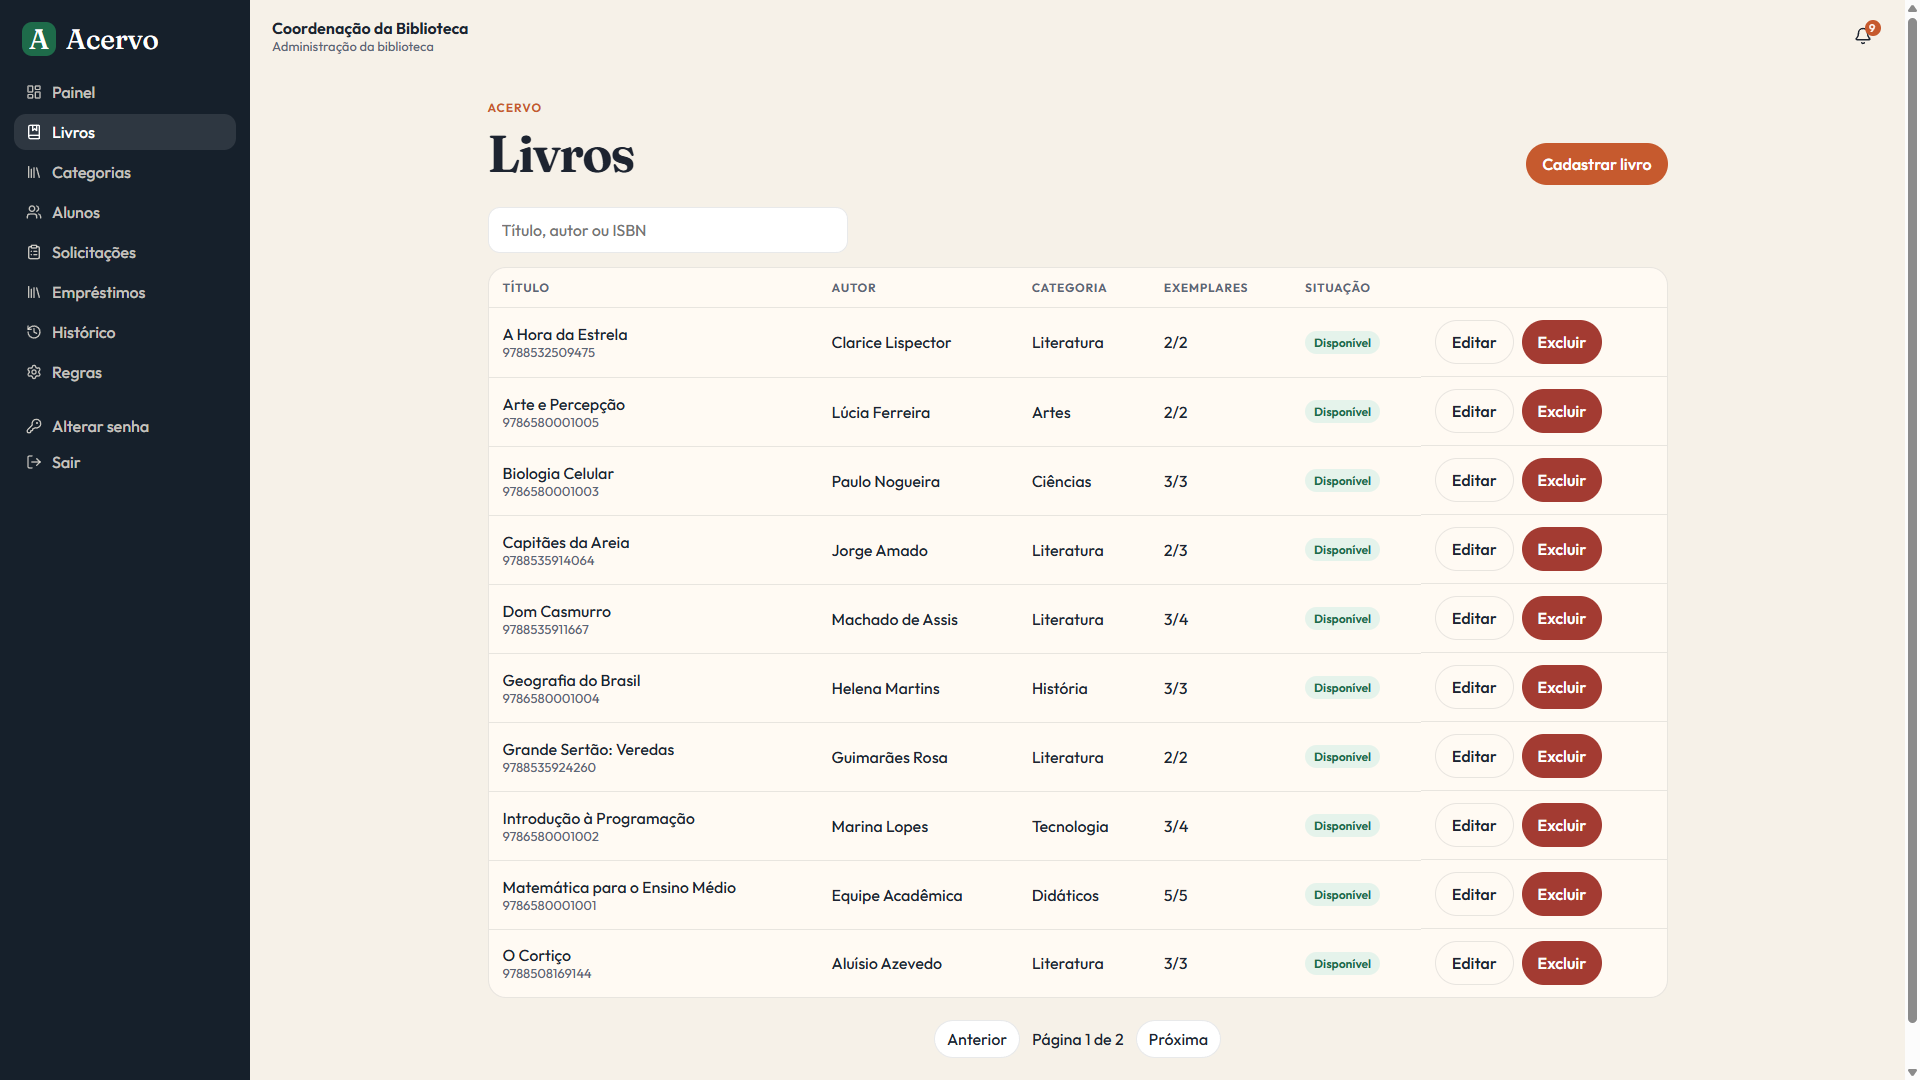 A Acervo
Painel
Livros
Categorias
Alunos
Solicitações
Empréstimos
Histórico
Regras
Alterar senha
Sair
Coordenação da Biblioteca
Administração da biblioteca
9
ACERVO
Livros
Cadastrar livro
Título, autor ou ISBN
TÍTULO AUTOR CATEGORIA EXEMPLARES SITUAÇÃO
A Hora da Estrela
9788532509475
Clarice Lispector Literatura 2/2 Disponível Editar Excluir
Arte e Percepção
9786580001005
Lúcia Ferreira Artes 2/2 Disponível Editar Excluir
Biologia Celular
9786580001003
Paulo Nogueira Ciências 3/3 Disponível Editar Excluir
Capitães da Areia
9788535914064
Jorge Amado Literatura 2/3 Disponível Editar Excluir
Dom Casmurro
9788535911667
Machado de Assis Literatura 3/4 Disponível Editar Excluir
Geografia do Brasil
9786580001004
Helena Martins História 3/3 Disponível Editar Excluir
Grande Sertão: Veredas
9788535924260
Guimarães Rosa Literatura 2/2 Disponível Editar Excluir
Introdução à Programação
9786580001002
Marina Lopes Tecnologia 3/4 Disponível Editar Excluir
Matemática para o Ensino Médio
9786580001001
Equipe Acadêmica Didáticos 5/5 Disponível Editar Excluir
O Cortiço
9788508169144
Aluísio Azevedo Literatura 3/3 Disponível Editar Excluir
Anterior Página 1 de 2 Próxima